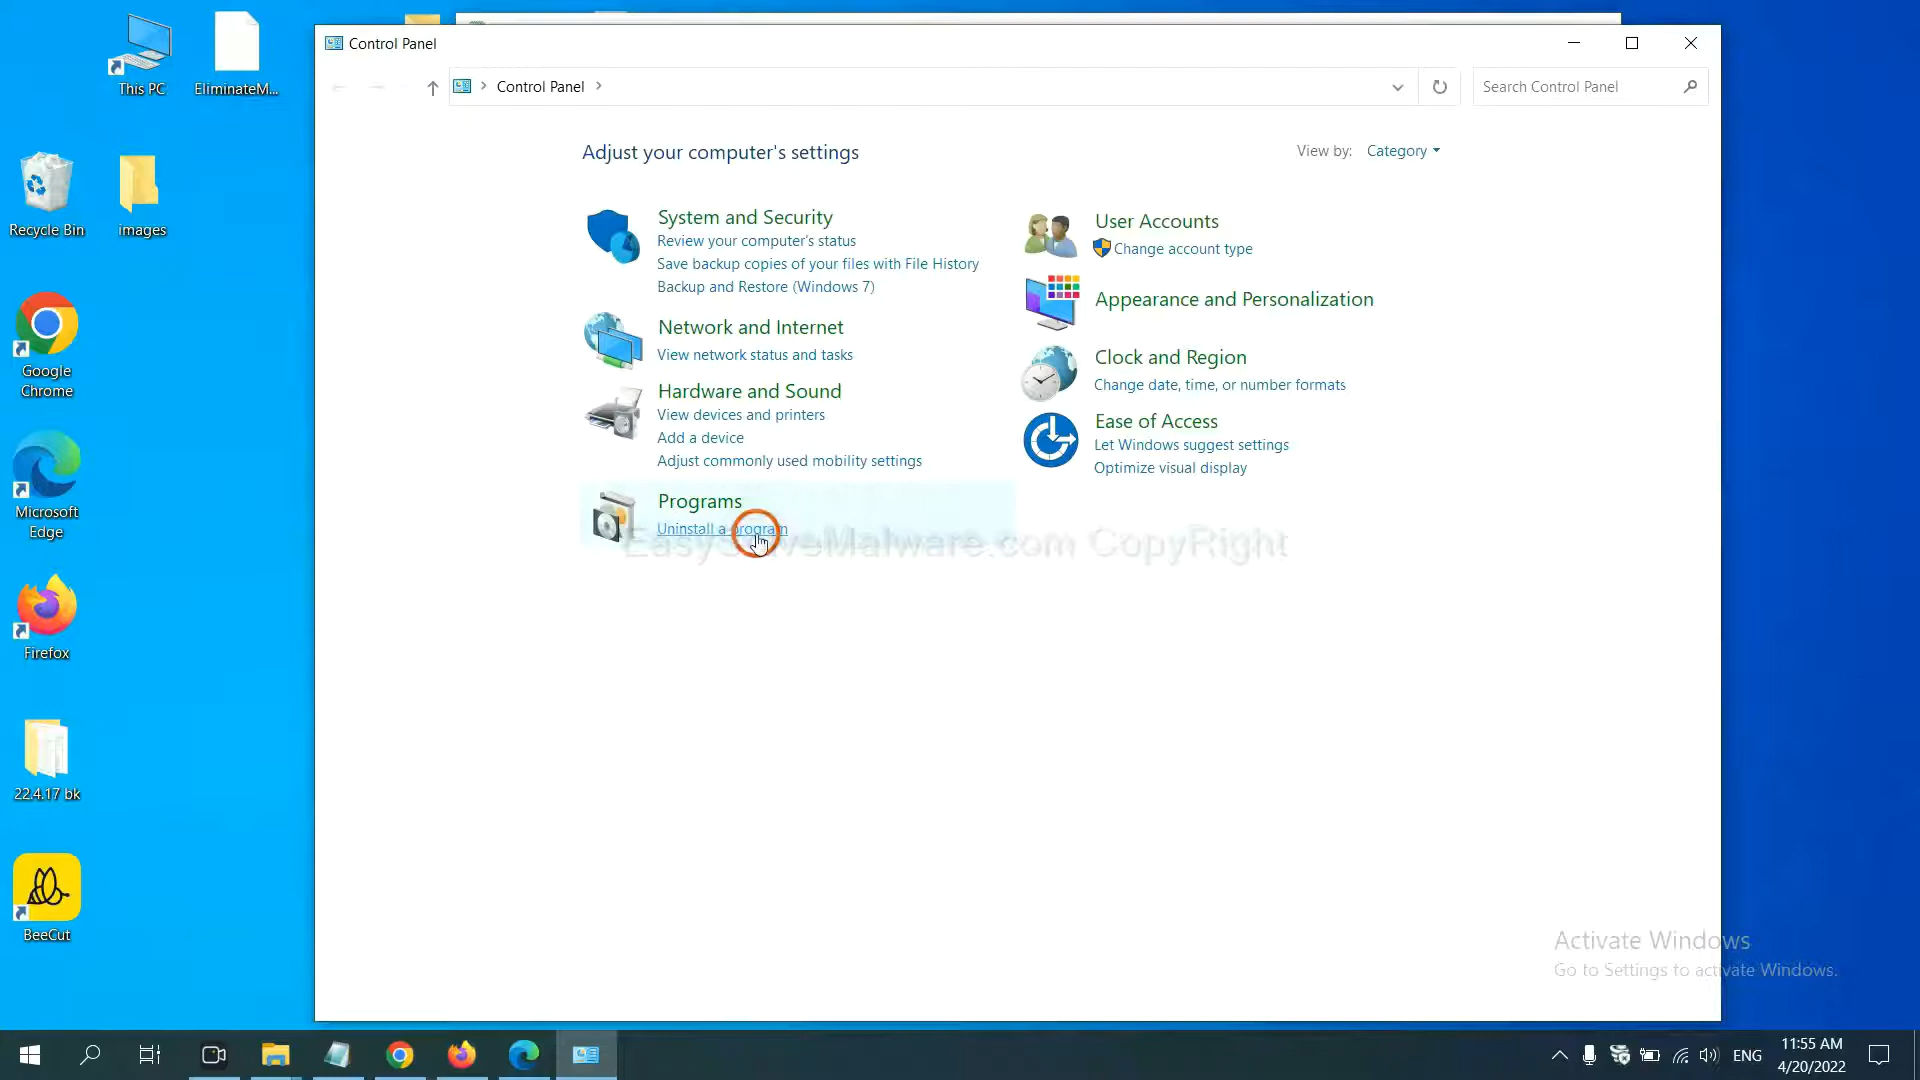 This PC
EliminateM...
Recycle Bin
images
Google
Chrome
Microsoft
Edge
Firefox
22.4.17 bk
BeeCut
Control Panel
Control Panel
Search Control Panel
Adjust your computer's settings
View by: Category
System and Security
Review your computer's status
Save backup copies of your files with File History
Backup and Restore (Windows 7)
Network and Internet
View network status and tasks
Hardware and Sound
View devices and printers
Add a device
Adjust commonly used mobility settings
Programs
Uninstall a program
User Accounts
Change account type
Appearance and Personalization
Clock and Region
Change date, time, or number formats
Ease of Access
Let Windows suggest settings
Optimize visual display
EasySolveMalware.com CopyRight
Activate Windows
Go to Settings to activate Windows.
ENG
11:55 AM
4/20/2022